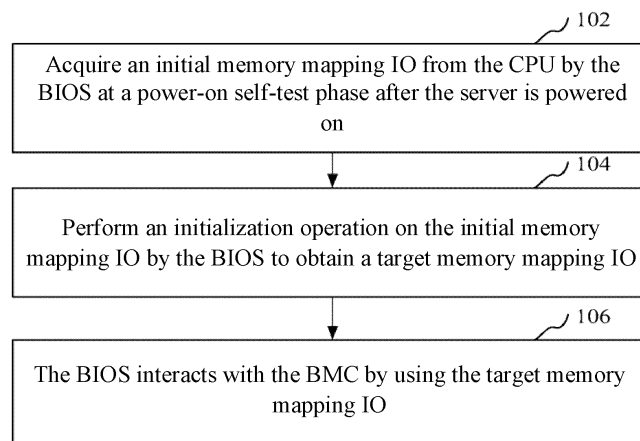 102
Acquire an initial memory mapping IO from the CPU by the
BIOS at a power-on self-test phase after the server is powered
on
104
Perform an initialization operation on the initial memory
mapping IO by the BIOS to obtain a target memory mapping IO
106
The BIOS interacts with the BMC by using the target memory
mapping IO